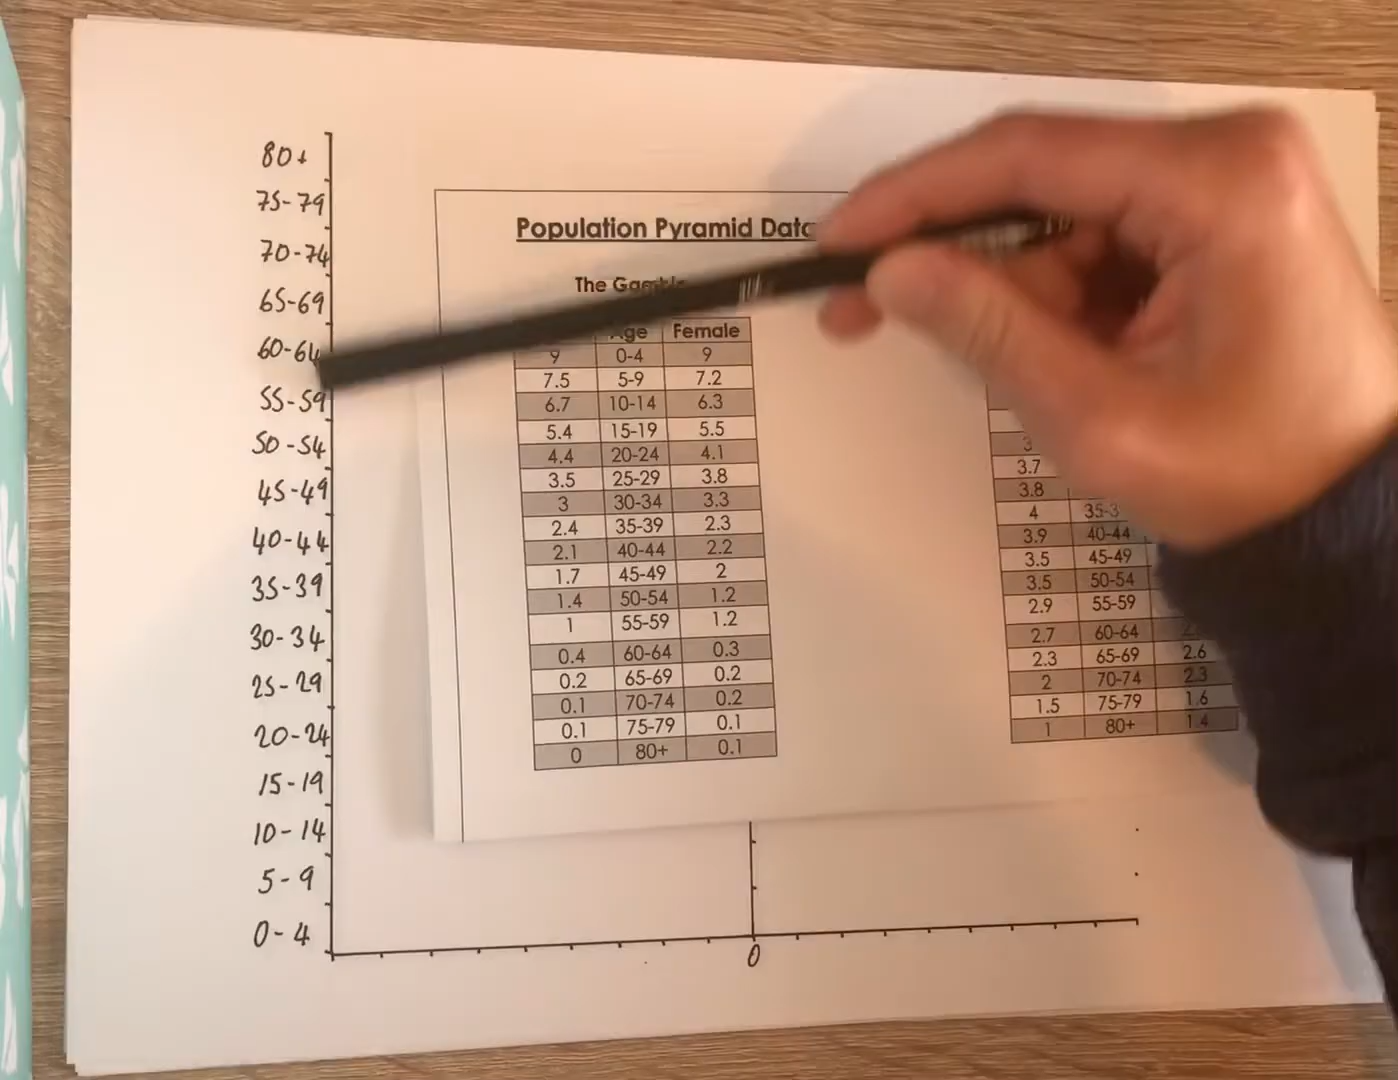 80+
75-79
70-74
65-69
60-64
55-59
50-54
45-49
40-44
35-39
30-34
25-29
20-24
15-19
10-14
5-9
0-4
0
Population Pyramid Data
The
Age Female
9 0-4 9
7.5 5-9 7.2
6.7 10-14 6.3
5.4 15-19 5.5
4.4 20-24 4.1
3.5 25-29 3.8
3 30-34 3.3
2.4 35-39 2.3
2.1 40-44 2.2
1.7 45-49 2
1.4 50-54 1.2
1 55-59 1.2
0.4 60-64 0.3
0.2 65-69 0.2
0.1 70-74 0.2
0.1 75-79 0.1
0 80+ 0.1
3.7
3.8
4 35-3
3.9 40-44
3.5 45-49
3.5 50-54
2.9 55-59
2.7 60-64
2.3 65-69 2.6
2 70-74 2.3
1.5 75-79 1.6
1 80+ 1.4